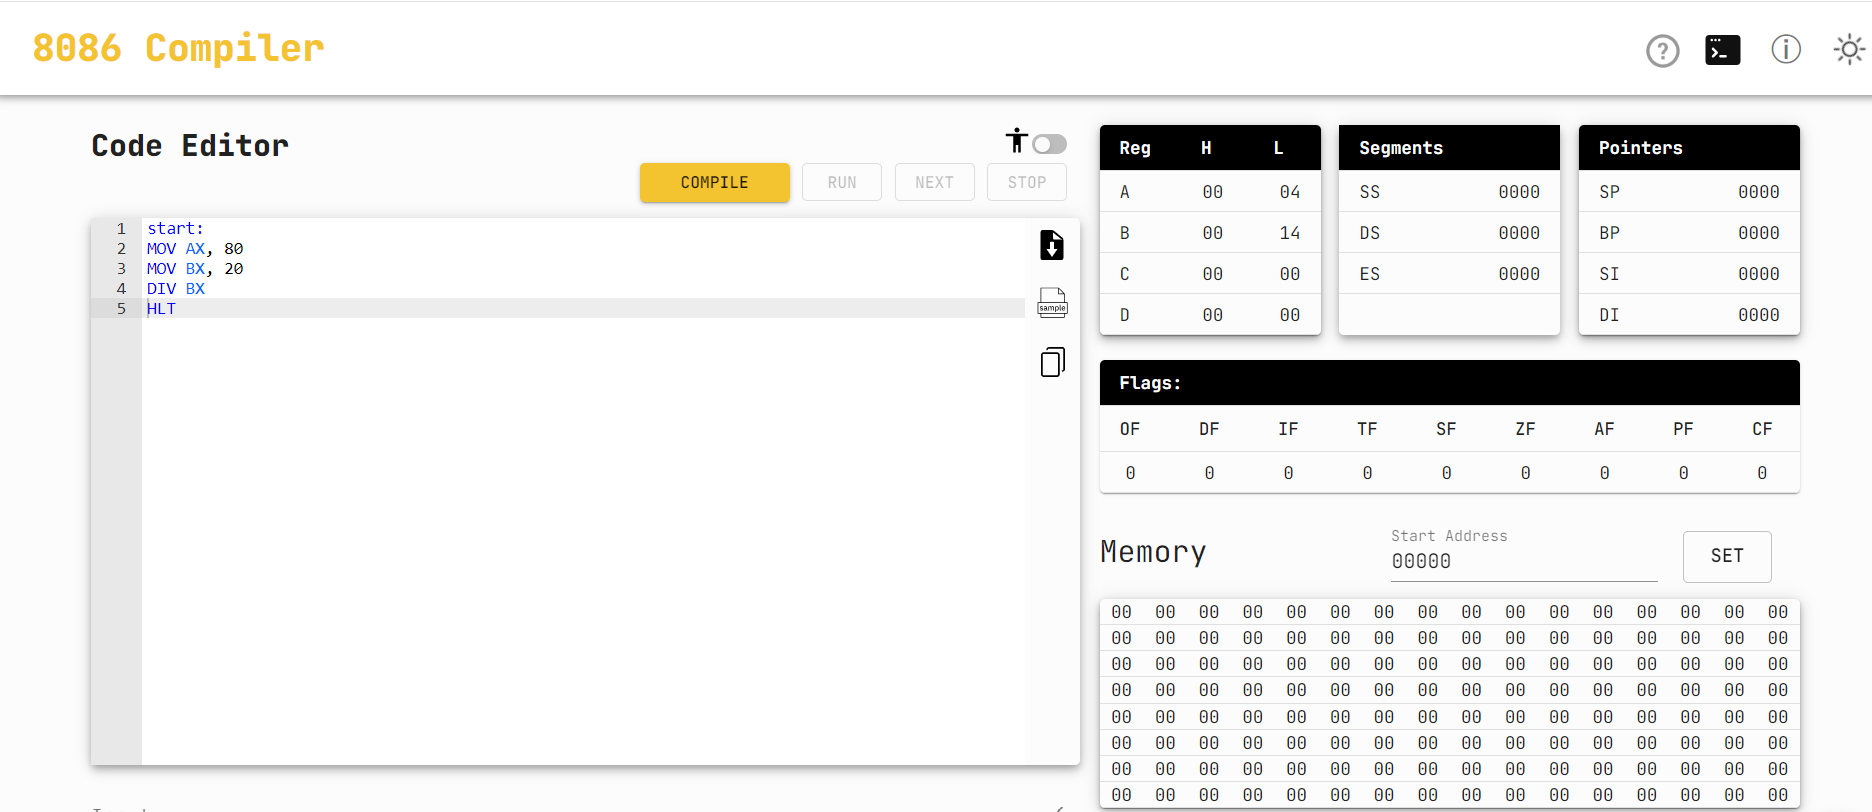 8086 Compiler
Code Editor
COMPILE RUN NEXT STOP
1 start:
2 MOV AX, 80
3 MOV BX, 20
4 DIV BX
5 HLT
sample
Reg H L
A 00 04
B 00 14
C 00 00
D 00 00
Segments
SS 0000
DS 0000
ES 0000
Pointers
SP 0000
BP 0000
SI 0000
DI 0000
Flags:
OF DF IF TF SF ZF AF PF CF
0 0 0 0 0 0 0 0 0
Memory
Start Address
00000
SET
00 00 00 00 00 00 00 00 00 00 00 00 00 00 00 00
00 00 00 00 00 00 00 00 00 00 00 00 00 00 00 00
00 00 00 00 00 00 00 00 00 00 00 00 00 00 00 00
00 00 00 00 00 00 00 00 00 00 00 00 00 00 00 00
00 00 00 00 00 00 00 00 00 00 00 00 00 00 00 00
00 00 00 00 00 00 00 00 00 00 00 00 00 00 00 00
00 00 00 00 00 00 00 00 00 00 00 00 00 00 00 00
00 00 00 00 00 00 00 00 00 00 00 00 00 00 00 00